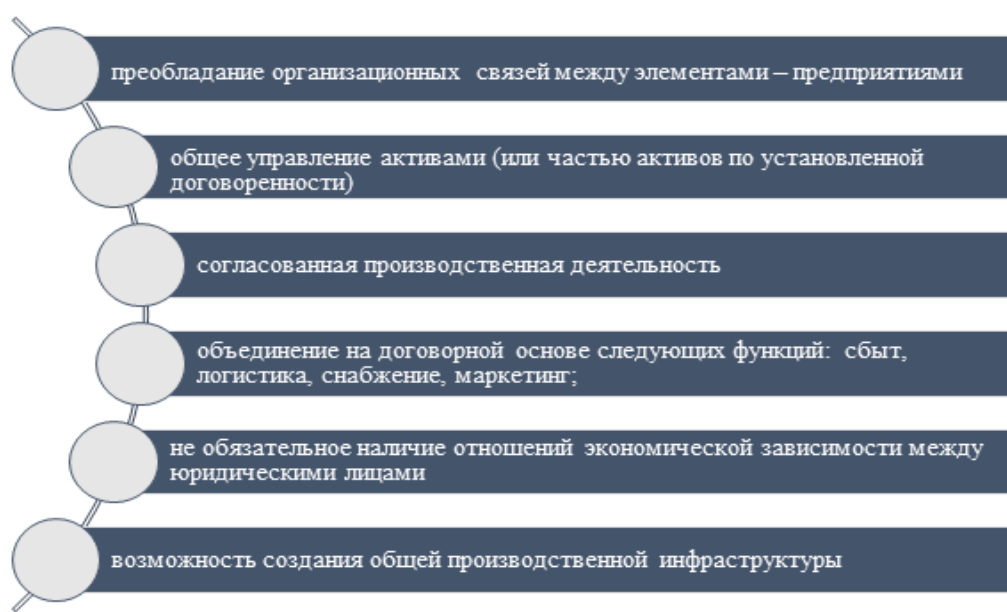 преобладание организационных связей между элементами – предприятиями
общее управление активами (или частью активов по установленной
договоренности)
согласованная производственная деятельность
объединение на договорной основе следующих функций: сбыт,
логистика, снабжение, маркетинг;
не обязательное наличие отношений экономической зависимости между
юридическими лицами
возможность создания общей производственной инфраструктуры